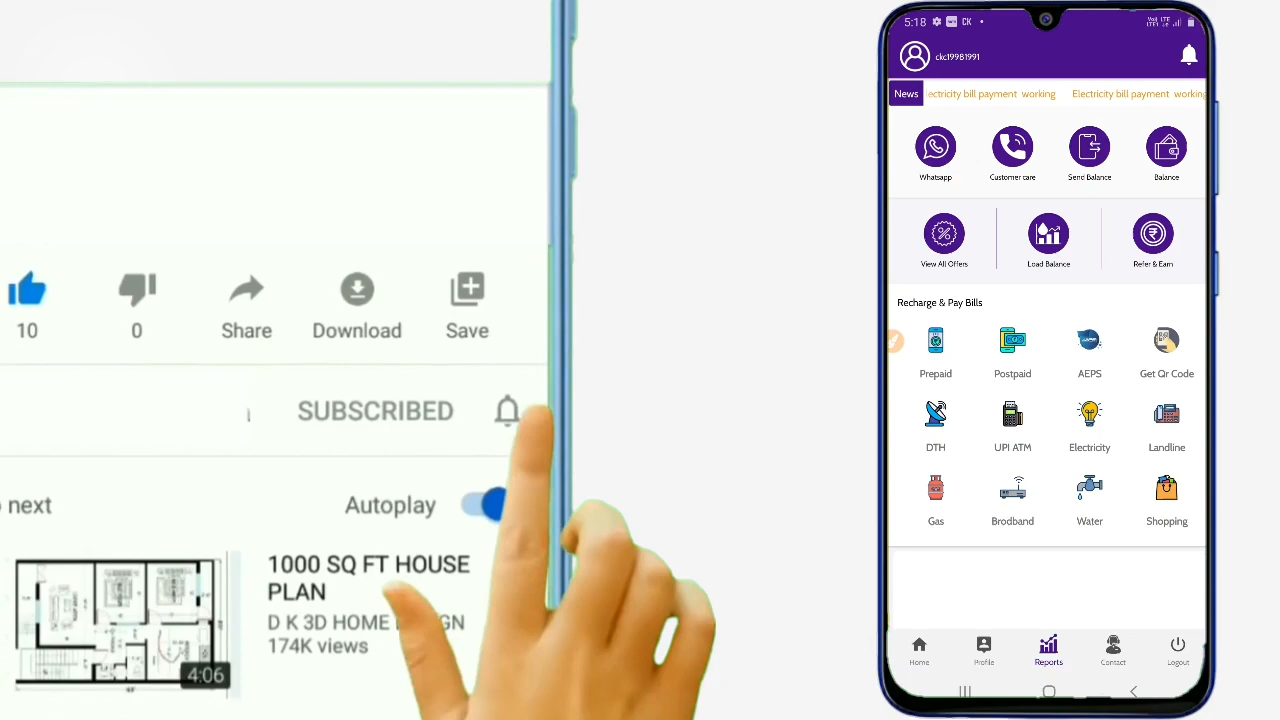 10
0
Share
Download
Save
SUBSCRIBED
next
Autoplay
1000 SQ FT HOUSE
PLAN
D K 3D HOME
174K views
4:06
5:18
CK
ckc19981991
News
lectricity bill payment working
Electricity bill payment working
Whatsapp
Customer care
Send Balance
Balance
View All Offers
Load Balance
Refer & Earn
Recharge & Pay Bills
Prepaid
Postpaid
AEPS
Get Qr Code
DTH
UPI ATM
Electricity
Landline
Gas
Brodband
Water
Shopping
Home
Profile
Reports
Contact
Logout